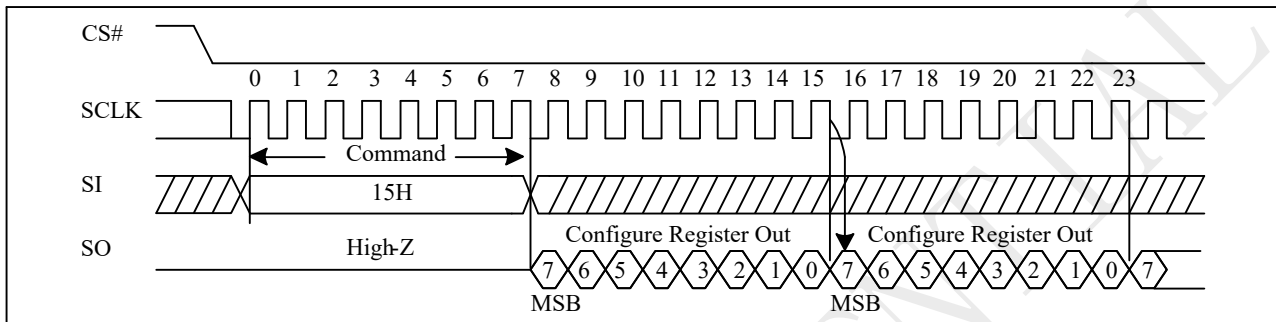 CS#
0 1 2 3 4 5 6 7 8 9 10 11 12 13 14 15 16 17 18 19 20 21 22 23
SCLK
Command
SI
15H
SO
High-Z
Configure Register Out
Configure Register Out
7 6 5 4 3 2 1 0 7 6 5 4 3 2 1 0 7
MSB
MSB